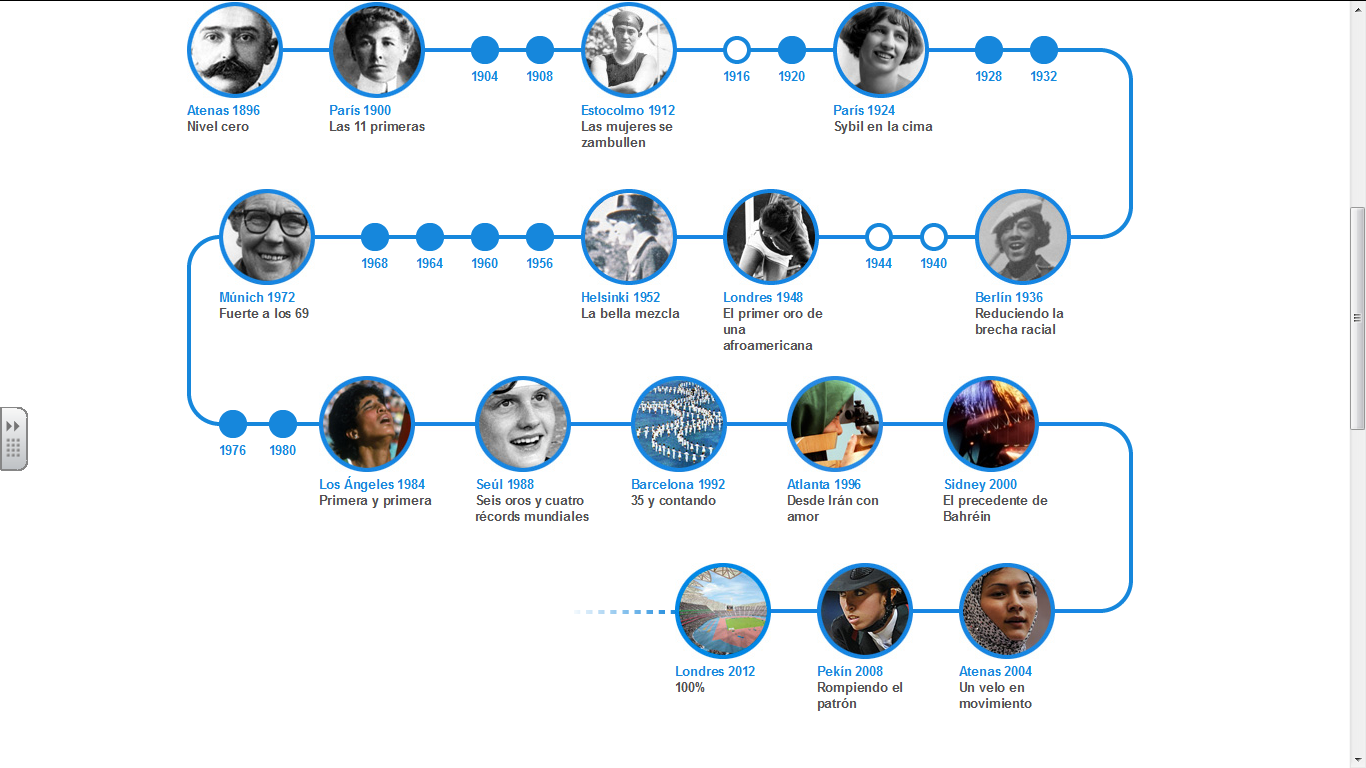 Atenas 1896
Nivel cero
París 1900
Las 11 primeras
1904
1908
Estocolmo 1912
Las mujeres se
zambullen
1916
1920
París 1924
Sybil en la cima
1928
1932
Múnich 1972
Fuerte a los 69
1968
1964
1960
1956
Helsinki 1952
La bella mezcla
Londres 1948
El primer oro de
una
afroamericana
1944
1940
Berlín 1936
Reduciendo la
brecha racial
1976
1980
Los Ángeles 1984
Primera y primera
Seúl 1988
Seis oros y cuatro
récords mundiales
Barcelona 1992
35 y contando
Atlanta 1996
Desde Irán con
amor
Sidney 2000
El precedente de
Bahréin
Londres 2012
100%
Pekín 2008
Rompiendo el
patrón
Atenas 2004
Un velo en
movimiento